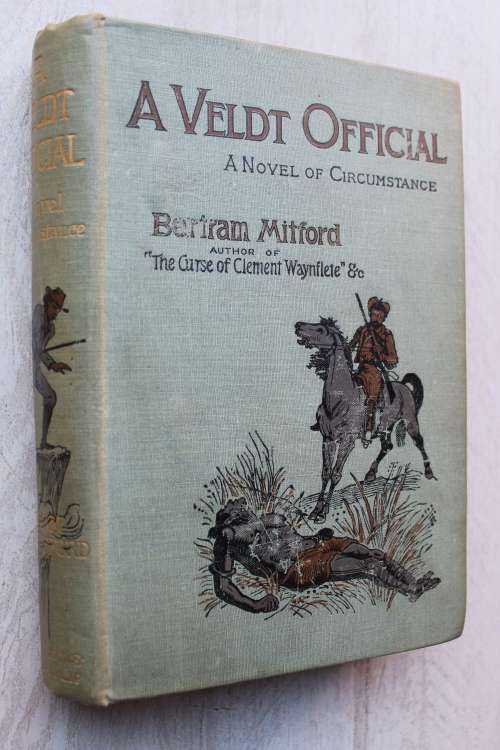 A VELDT OFFICIAL
A NOVEL OF CIRCUMSTANCE
Bertram Mitford
AUTHOR OF
"The Curse of Clement Waynflete" &c